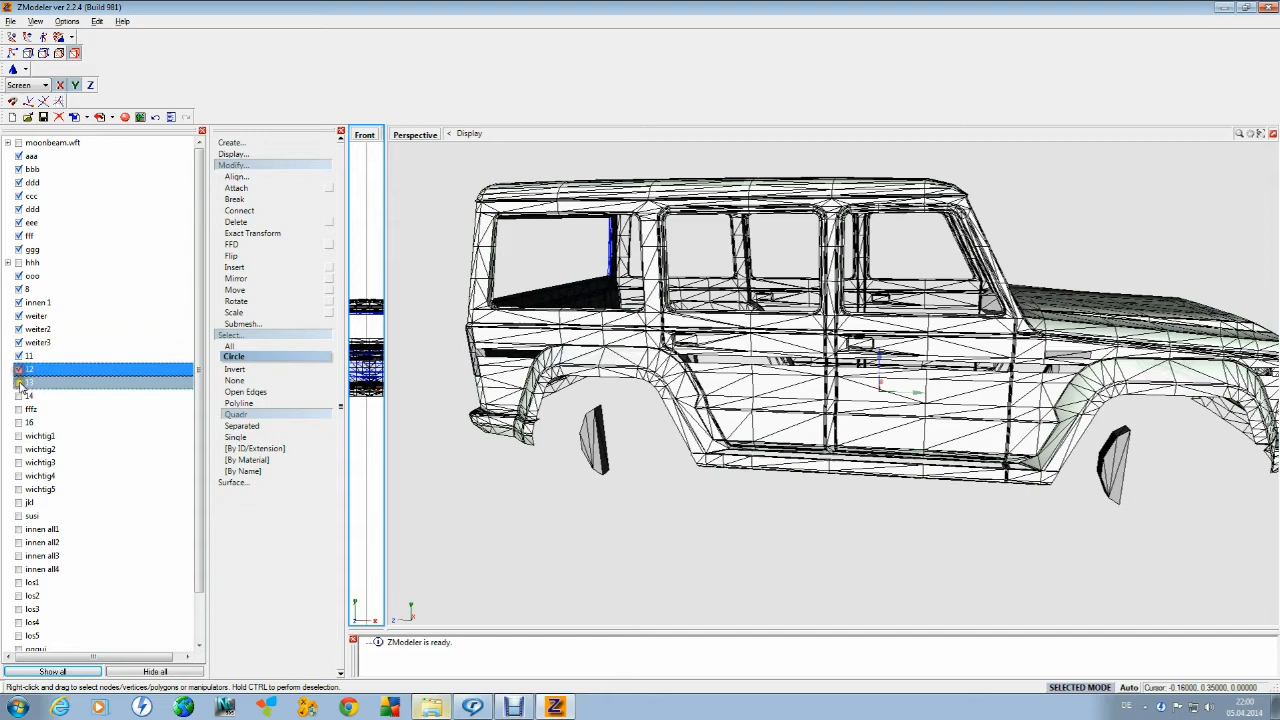 ZModeler ver 2.2.4 (Build 981)
File View Options Edit Help
Screen X Y Z
moonbeam.wft
aaa
bbb
ddd
ccc
ddd
eee
fff
ggg
hhh
ooo
8
innen 1
weiter
weiter2
weiter3
11
12
13
14
fffz
16
wichtig1
wichtig2
wichtig3
wichtig4
wichtig5
jkl
susi
innen all1
innen all2
innen all3
innen all4
los1
los2
los3
los4
los5
Show all
Hide all
Create...
Display...
Modify...
Align...
Attach
Break
Connect
Delete
Exact Transform
FFD
Flip
Insert
Mirror
Move
Rotate
Scale
Submesh...
Select...
All
Circle
Invert
None
Open Edges
Polyline
Quadr
Separated
Single
[By ID/Extension]
[By Material]
[By Name]
Surface...
Front
Perspective < Display
ZModeler is ready.
Right-click and drag to select nodes/vertices/polygons or manipulators. Hold CTRL to perform deselection.
SELECTED MODE Auto Cursor: -0.16000, 0.35000, 0.00000
DE
22:00
05.04.2014